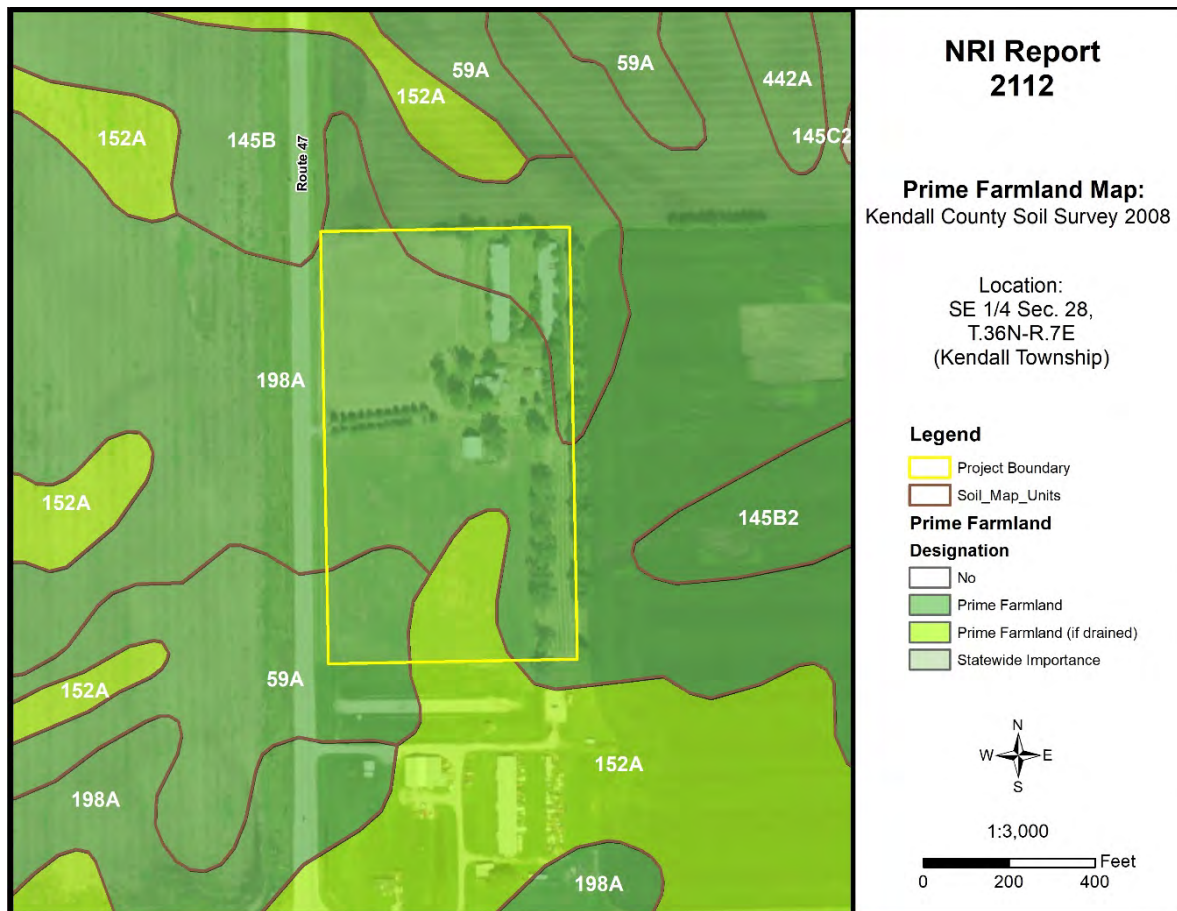 59A
59A
442A
152A
152A
145B
145C2
Route 47
198A
152A
145B2
152A
59A
152A
198A
198A
NRI Report
2112
Prime Farmland Map:
Kendall County Soil Survey 2008
Location:
SE 1/4 Sec. 28,
T.36N-R.7E
(Kendall Township)
Legend
Project Boundary
Soil_Map_Units
Prime Farmland
Designation
No
Prime Farmland
Prime Farmland (if drained)
Statewide Importance
N
W E
S
1:3,000
Feet
0 200 400